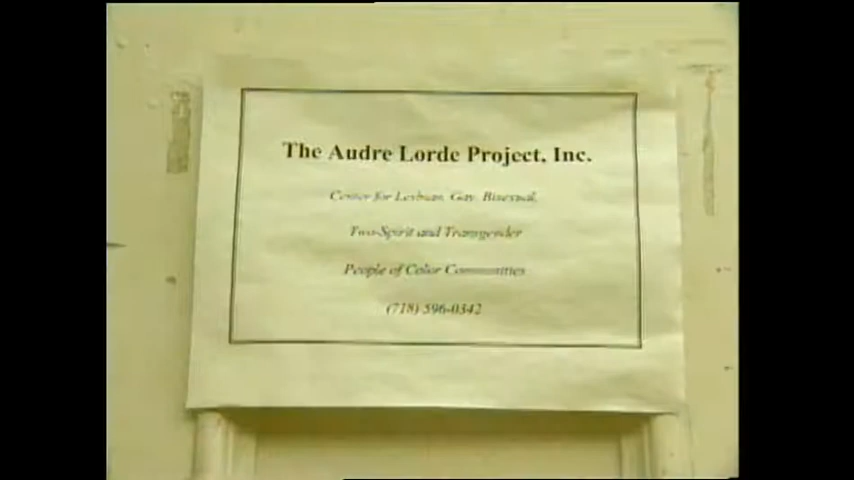 The Audre Lorde Project, Inc.
Center for Lesbian, Gay, Bisexual,
Two-Spirit and Transgender
People of Color Communities
(718) 596-0342